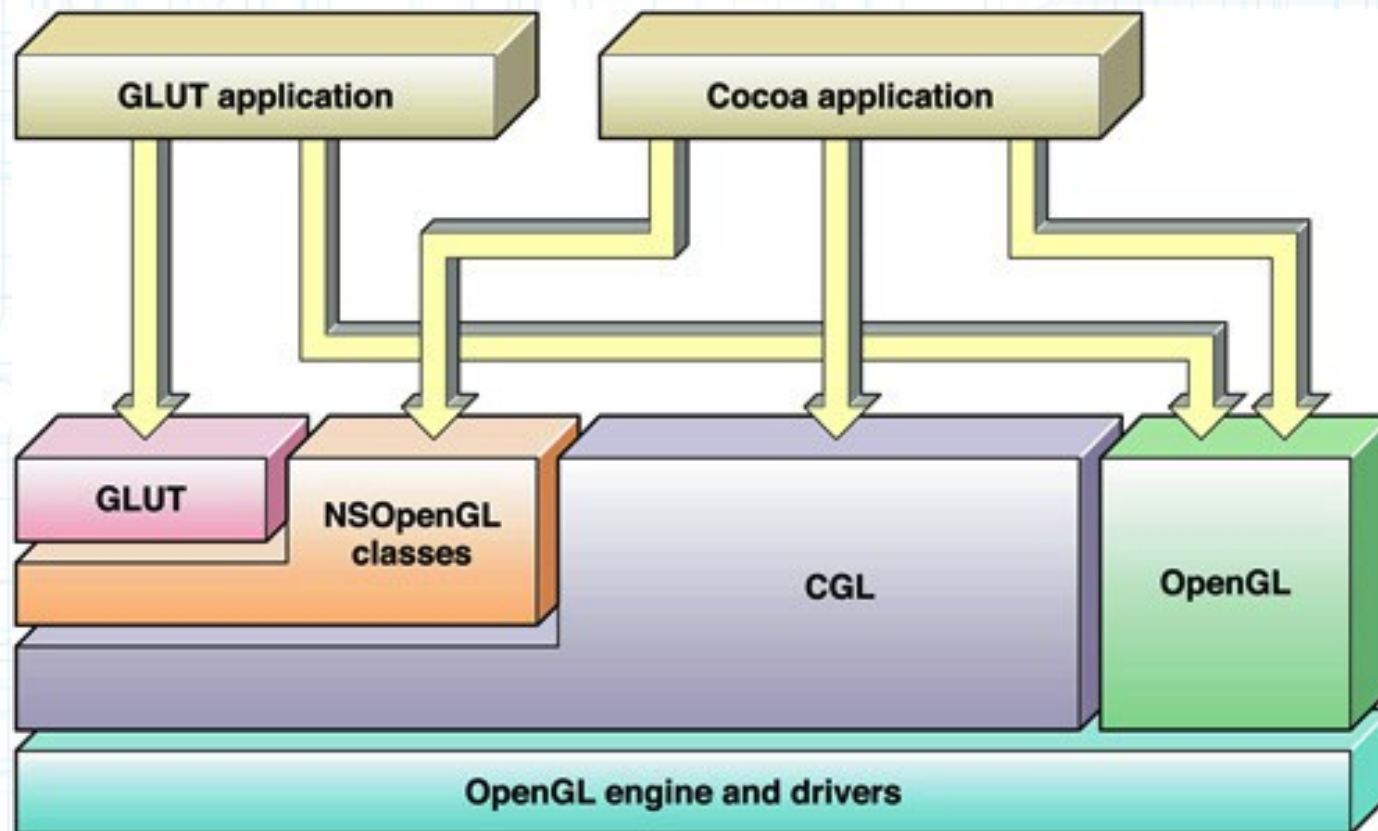 GLUT application
Cocoa application
GLUT
NSOpenGL
classes
CGL
OpenGL
OpenGL engine and drivers